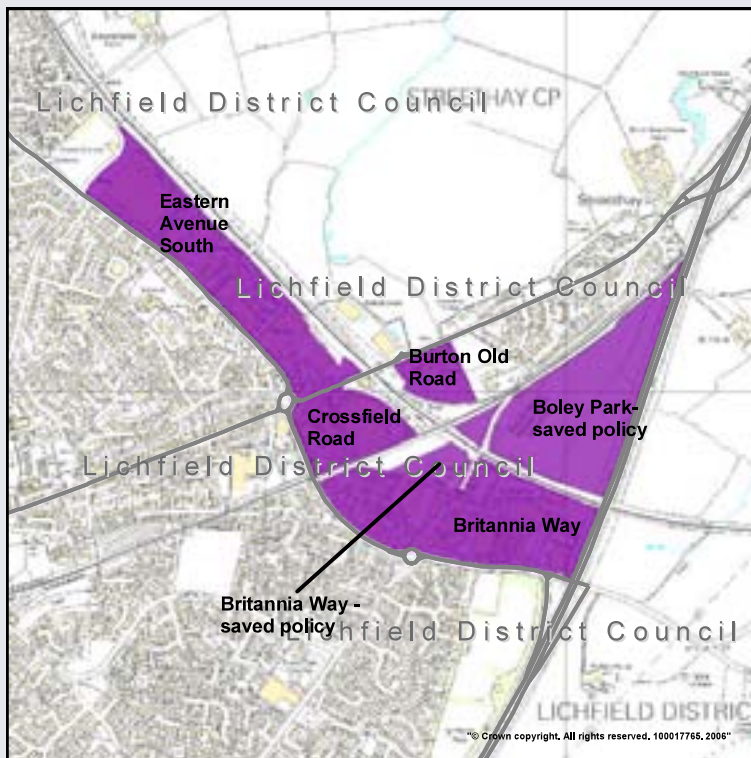 Lichfield District Council
STREETHAY CP
Eastern
Avenue
South
Streethay
Lichfield District Council
Burton Old
Road
Boley Park-
saved policy
Crossfield
Road
Lichfield District Council
Britannia Way
Britannia Way -
saved policy
Lichfield District Council
LICHFIELD DISTRIC
"© Crown copyright. All rights reserved. 100017765. 2006"